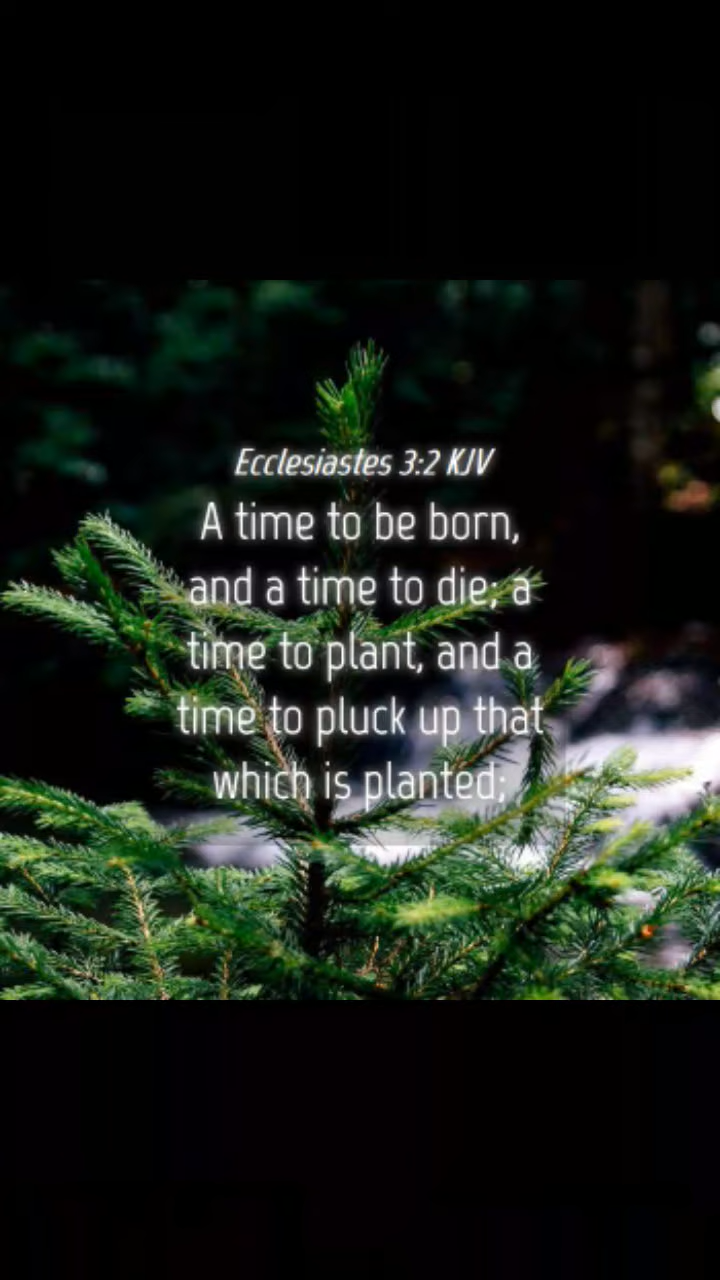 Ecclesiastes 3:2 KJV
A time to be born,
and a time to die; a
time to plant, and a
time to pluck up that
which is planted;